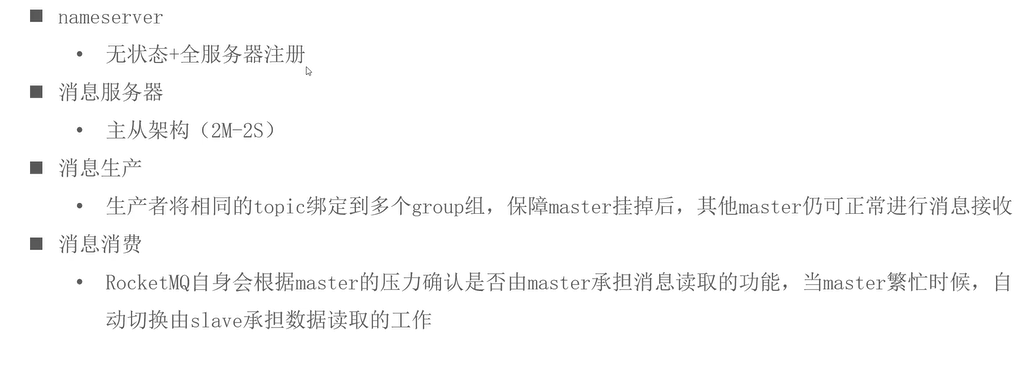 ■ nameserver
• 无状态+全服务器注册
■ 消息服务器
• 主从架构（2M-2S）
■ 消息生产
• 生产者将相同的topic绑定到多个group组，保障master挂掉后，其他master仍可正常进行消息接收
■ 消息消费
• RocketMQ自身会根据master的压力确认是否由master承担消息读取的功能，当master繁忙时候，自
动切换由slave承担数据读取的工作